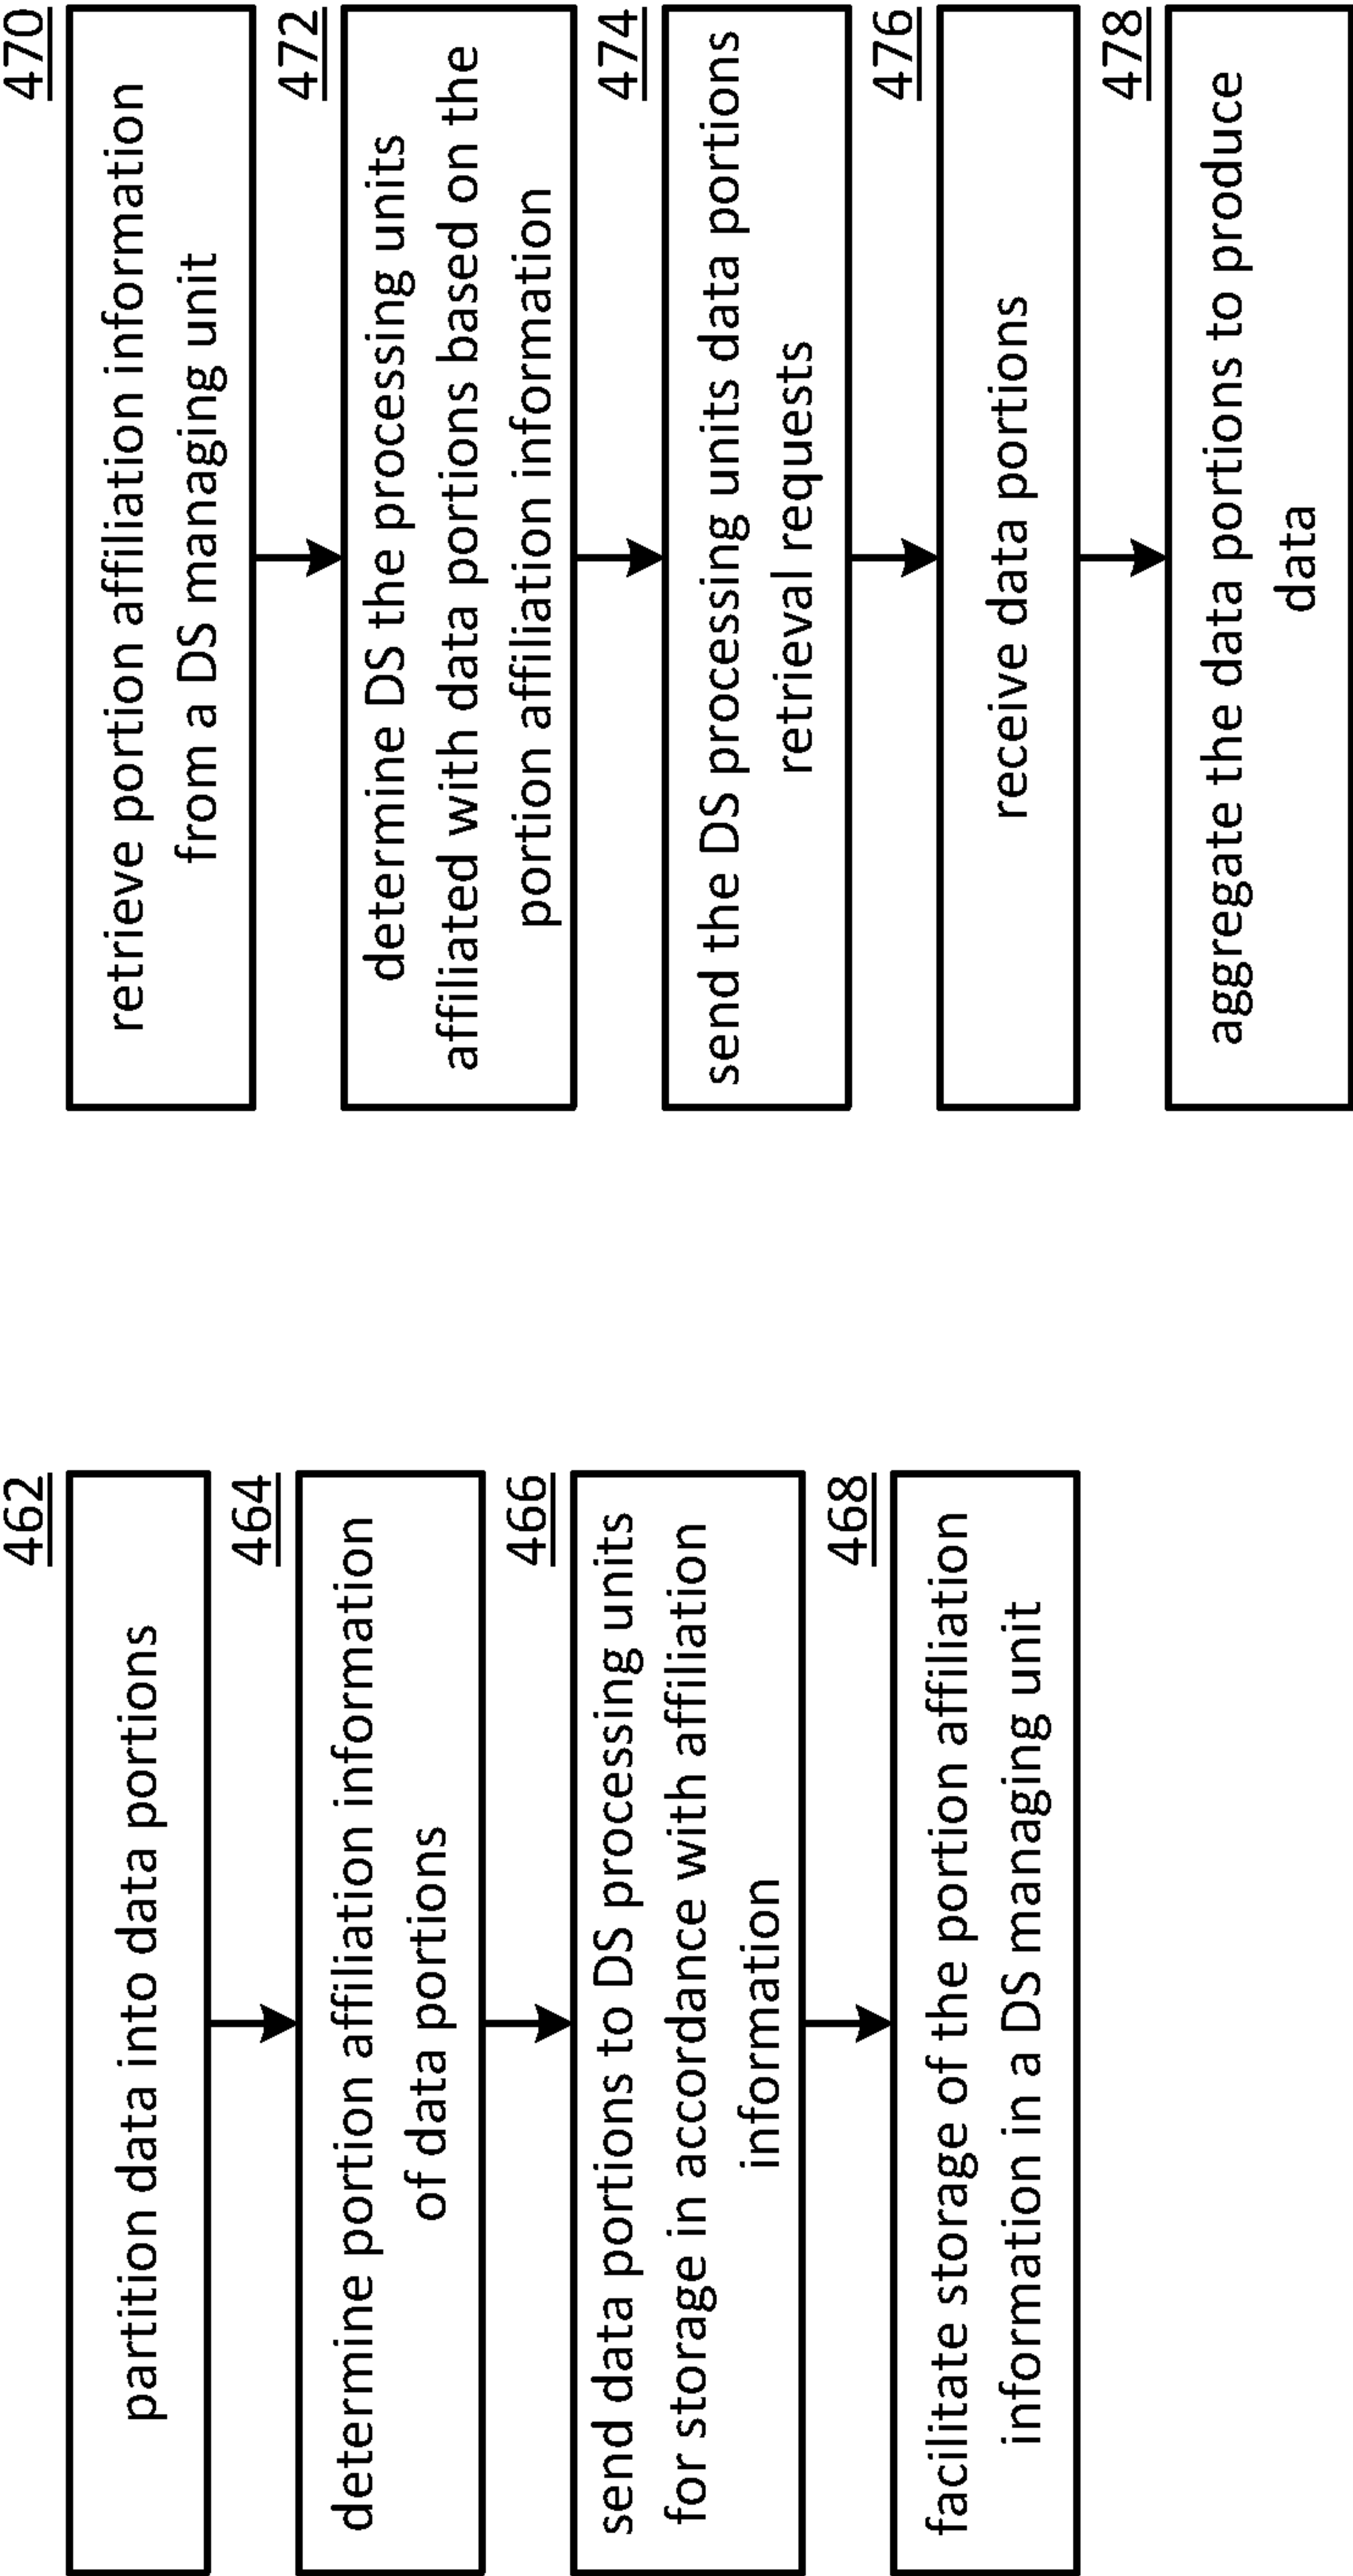 462
partition data into data portions
464
determine portion affiliation information
of data portions
466
send data portions to DS processing units
for storage in accordance with affiliation
information
468
facilitate storage of the portion affiliation
information in a DS managing unit
470
retrieve portion affiliation information
from a DS managing unit
472
determine DS the processing units
affiliated with data portions based on the
portion affiliation information
474
send the DS processing units data portions
retrieval requests
476
receive data portions
478
aggregate the data portions to produce
data